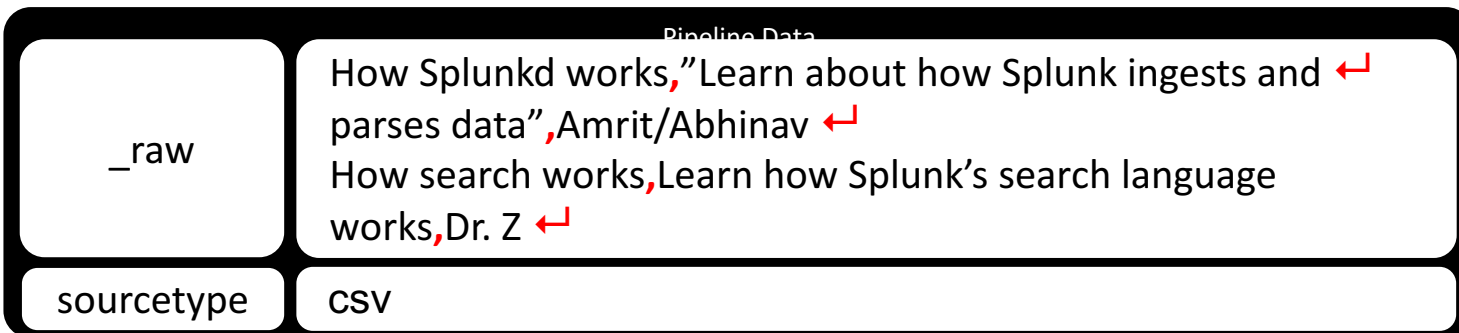 Pipeline Data
_raw
How Splunkd works,”Learn about how Splunk ingests and ↵
parses data”,Amrit/Abhinav ↵
How search works,Learn how Splunk’s search language
works,Dr. Z ↵
sourcetype
csv